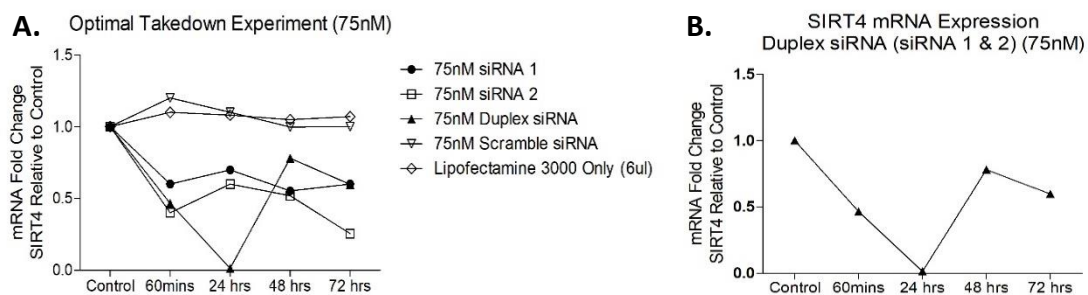 A.
Optimal Takedown Experiment (75nM)
mRNA Fold Change
SIRT4 Relative to Control
1.5
1.0
0.5
0.0
Control 60mins 24 hrs 48 hrs 72 hrs
75nM siRNA 1
75nM siRNA 2
75nM Duplex siRNA
75nM Scramble siRNA
Lipofectamine 3000 Only (6ul)
B.
SIRT4 mRNA Expression
Duplex siRNA (siRNA 1 & 2) (75nM)
mRNA Fold Change
SIRT4 Relative to Control
1.5
1.0
0.5
0.0
Control 60mins 24 hrs 48 hrs 72 hrs